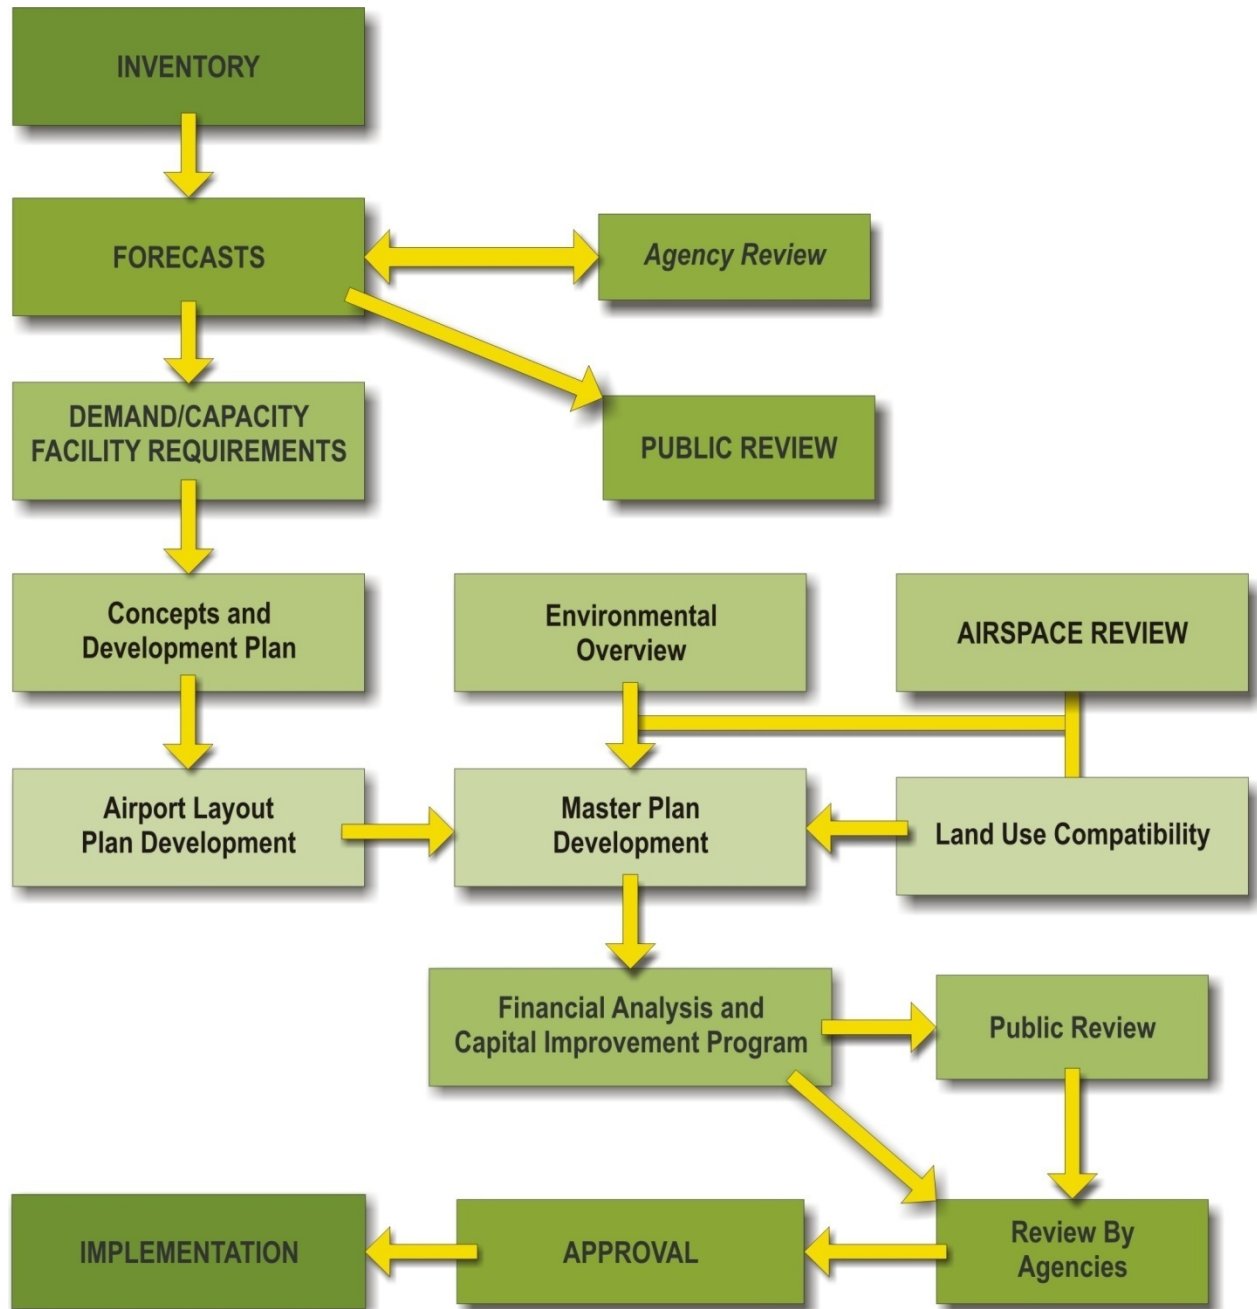 INVENTORY
FORECASTS
Agency Review
DEMAND/CAPACITY
FACILITY REQUIREMENTS
PUBLIC REVIEW
Concepts and
Development Plan
Environmental
Overview
AIRSPACE REVIEW
Airport Layout
Plan Development
Master Plan
Development
Land Use Compatibility
Financial Analysis and
Capital Improvement Program
Public Review
IMPLEMENTATION
APPROVAL
Review By
Agencies